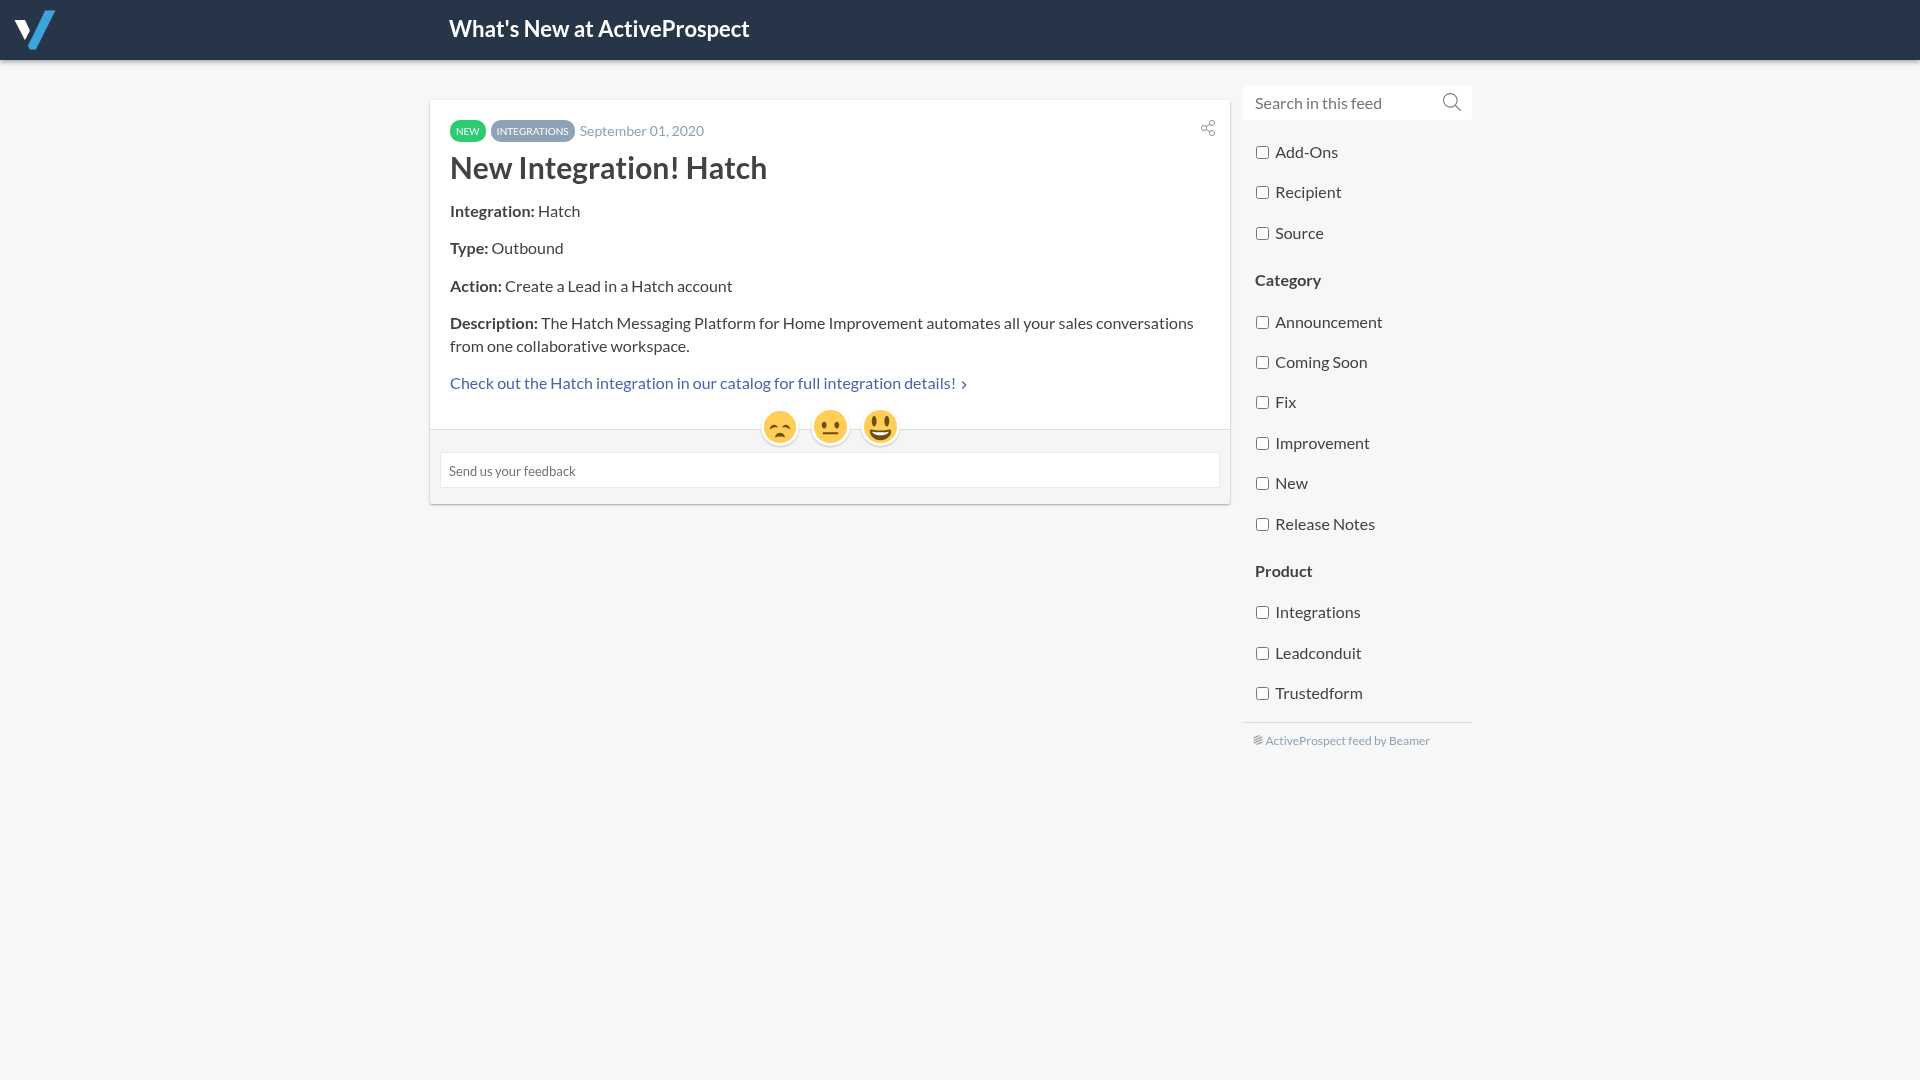 What's New at ActiveProspect
NEW INTEGRATIONS September 01, 2020
New Integration! Hatch
Integration: Hatch
Type: Outbound
Action: Create a Lead in a Hatch account
Description: The Hatch Messaging Platform for Home Improvement automates all your sales conversations
from one collaborative workspace.
Check out the Hatch integration in our catalog for full integration details! ›
Send us your feedback
Search in this feed
Add-Ons
Recipient
Source
Category
Announcement
Coming Soon
Fix
Improvement
New
Release Notes
Product
Integrations
Leadconduit
Trustedform
ActiveProspect feed by Beamer